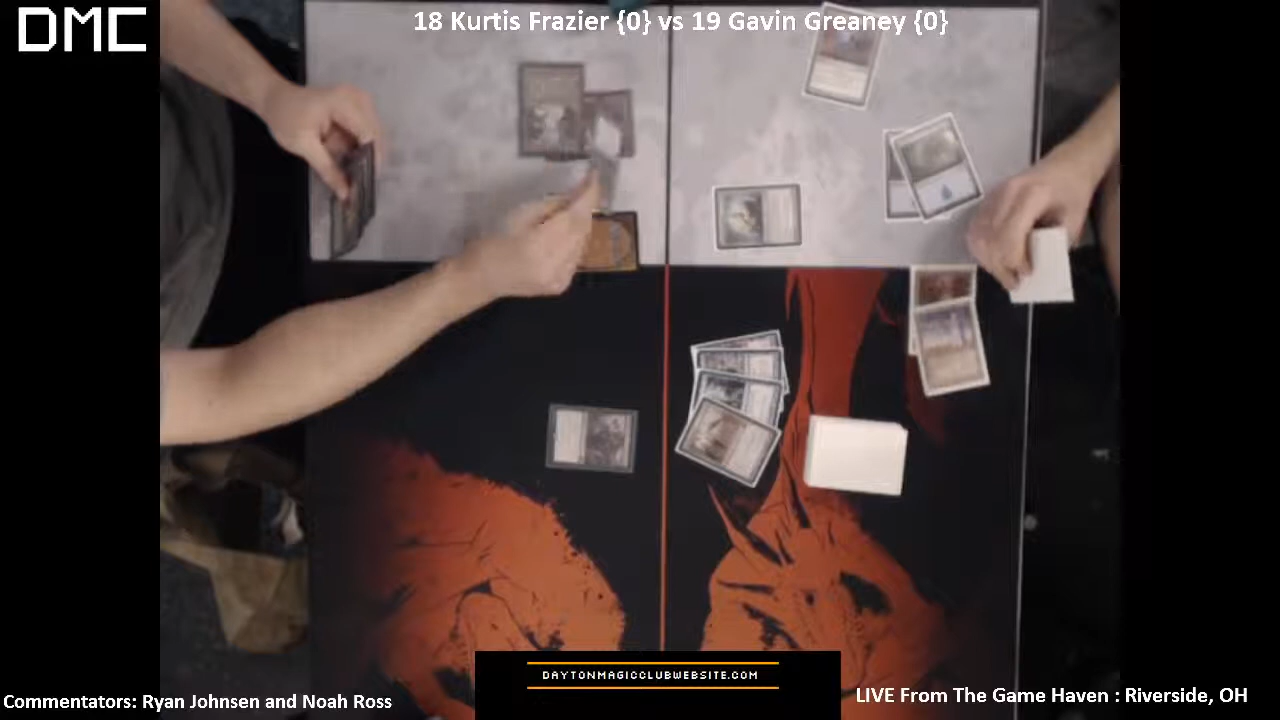 DMC
18 Kurtis Frazier {0} vs 19 Gavin Greaney {0}
DAYTONMAGICCLUBWEBSITE.COM
Commentators: Ryan Johnsen and Noah Ross
LIVE From The Game Haven : Riverside, OH